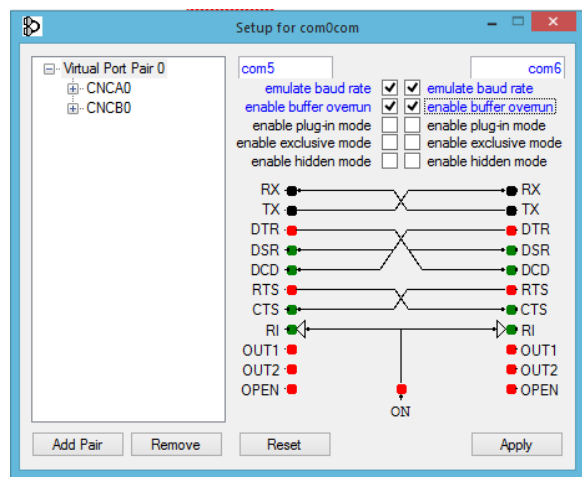 Setup for com0com
Virtual Port Pair 0
CNCA0
CNCB0
com5 com6
emulate baud rate emulate baud rate
enable buffer overrun enable buffer overrun
enable plug-in mode enable plug-in mode
enable exclusive mode enable exclusive mode
enable hidden mode enable hidden mode
RX RX
TX TX
DTR DTR
DSR DSR
DCD DCD
RTS RTS
CTS CTS
RI RI
OUT1 OUT1
OUT2 OUT2
OPEN OPEN
ON
Add Pair Remove Reset Apply